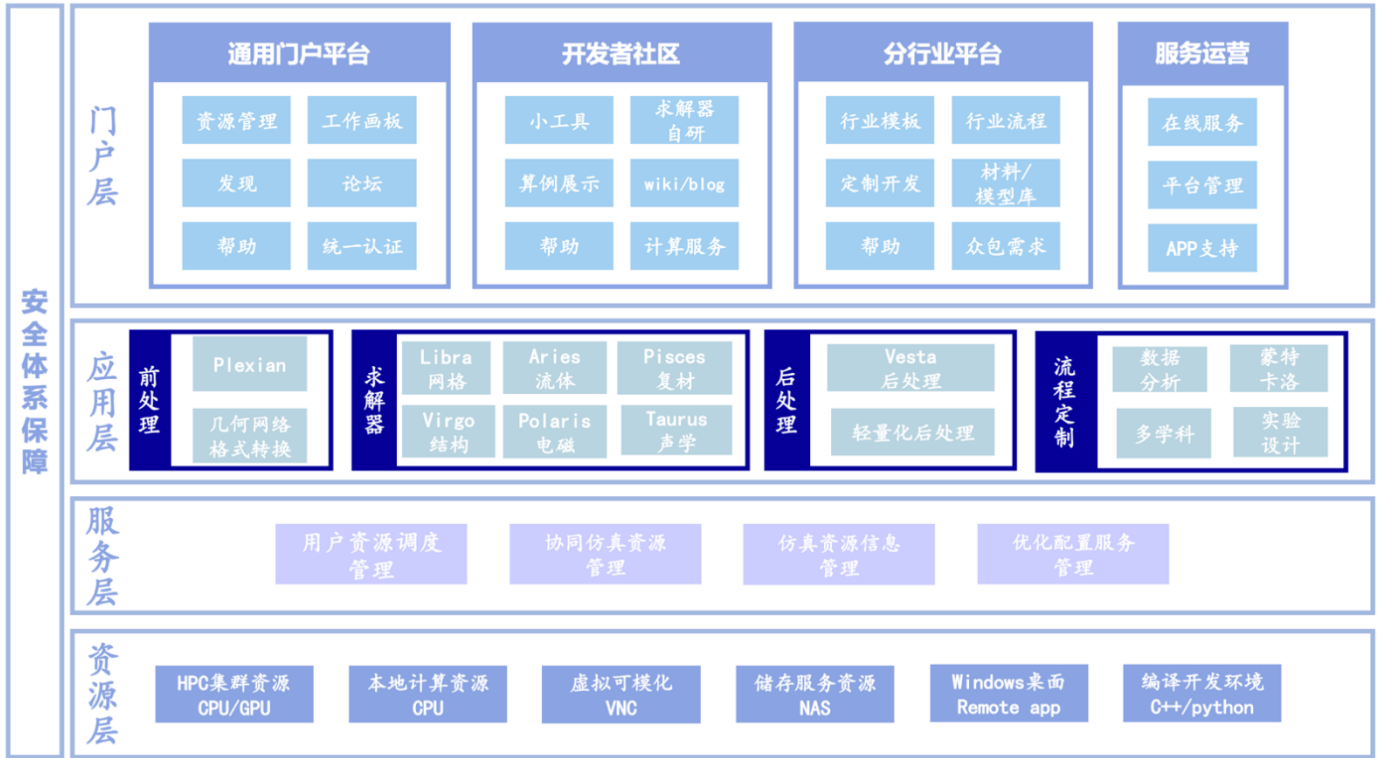 安全体系保障
门户层
通用门户平台
资源管理
工作画板
发现
论坛
帮助
统一认证
开发者社区
小工具
求解器
自研
算例展示
wiki/blog
帮助
计算服务
分行业平台
行业模板
行业流程
定制开发
材料/
模型库
帮助
众包需求
服务运营
在线服务
平台管理
APP支持
应用层
前处理
Plexian
几何网络
格式转换
求解器
Libra
网格
Aries
流体
Pisces
复材
Virgo
结构
Polaris
电磁
Taurus
声学
后处理
Vesta
后处理
轻量化后处理
流程定制
数据
分析
蒙特
卡洛
多学科
实验
设计
服务层
用户资源调度
管理
协同仿真资源
管理
仿真资源信息
管理
优化配置服务
管理
资源层
HPC集群资源
CPU/GPU
本地计算资源
CPU
虚拟可模化
VNC
储存服务资源
NAS
Windows桌面
Remote app
编译开发环境
C++/python